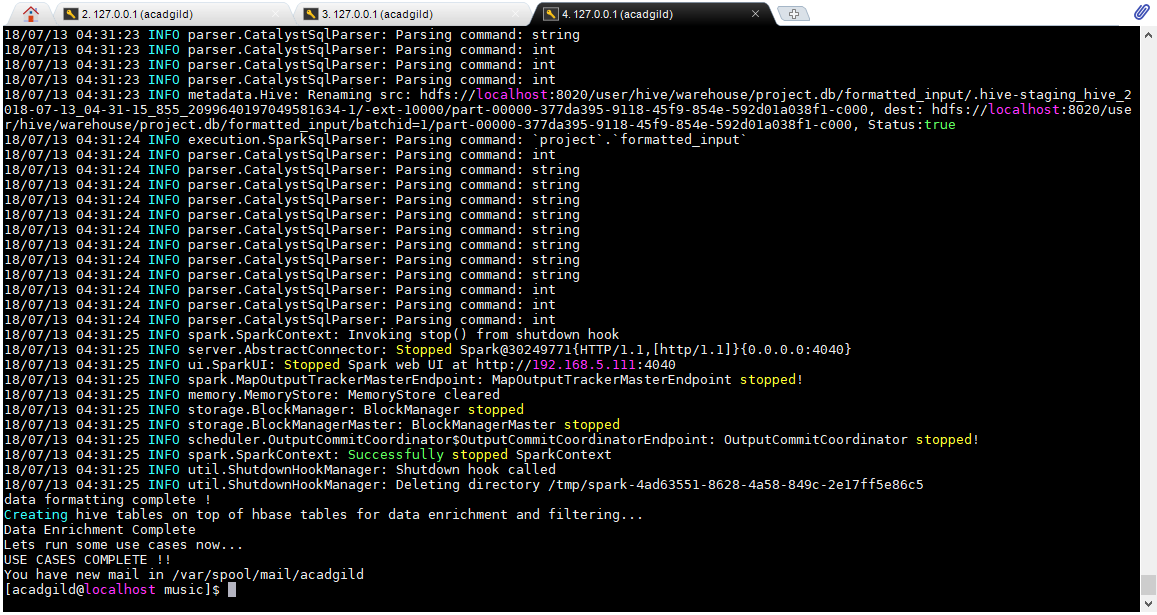 2. 127.0.0.1 (acadgild)
3. 127.0.0.1 (acadgild)
4. 127.0.0.1 (acadgild)
18/07/13 04:31:23 INFO parser.CatalystSqlParser: Parsing command: string
18/07/13 04:31:23 INFO parser.CatalystSqlParser: Parsing command: int
18/07/13 04:31:23 INFO parser.CatalystSqlParser: Parsing command: int
18/07/13 04:31:23 INFO parser.CatalystSqlParser: Parsing command: int
18/07/13 04:31:23 INFO metadata.Hive: Renaming src: hdfs://localhost:8020/user/hive/warehouse/project.db/formatted_input/.hive-staging_hive_2
018-07-13_04-31-15_855_2099640197049581634-1/-ext-10000/part-00000-377da395-9118-45f9-854e-592d01a038f1-c000, dest: hdfs://localhost:8020/use
r/hive/warehouse/project.db/formatted_input/batchid=1/part-00000-377da395-9118-45f9-854e-592d01a038f1-c000, Status:true
18/07/13 04:31:24 INFO execution.SparkSqlParser: Parsing command: `project`.`formatted_input`
18/07/13 04:31:24 INFO parser.CatalystSqlParser: Parsing command: int
18/07/13 04:31:24 INFO parser.CatalystSqlParser: Parsing command: string
18/07/13 04:31:24 INFO parser.CatalystSqlParser: Parsing command: string
18/07/13 04:31:24 INFO parser.CatalystSqlParser: Parsing command: string
18/07/13 04:31:24 INFO parser.CatalystSqlParser: Parsing command: string
18/07/13 04:31:24 INFO parser.CatalystSqlParser: Parsing command: string
18/07/13 04:31:24 INFO parser.CatalystSqlParser: Parsing command: string
18/07/13 04:31:24 INFO parser.CatalystSqlParser: Parsing command: string
18/07/13 04:31:24 INFO parser.CatalystSqlParser: Parsing command: string
18/07/13 04:31:24 INFO parser.CatalystSqlParser: Parsing command: int
18/07/13 04:31:24 INFO parser.CatalystSqlParser: Parsing command: int
18/07/13 04:31:24 INFO parser.CatalystSqlParser: Parsing command: int
18/07/13 04:31:25 INFO spark.SparkContext: Invoking stop() from shutdown hook
18/07/13 04:31:25 INFO server.AbstractConnector: Stopped Spark@30249771{HTTP/1.1,[http/1.1]}{0.0.0.0:4040}
18/07/13 04:31:25 INFO ui.SparkUI: Stopped Spark web UI at http://192.168.5.111:4040
18/07/13 04:31:25 INFO spark.MapOutputTrackerMasterEndpoint: MapOutputTrackerMasterEndpoint stopped!
18/07/13 04:31:25 INFO memory.MemoryStore: MemoryStore cleared
18/07/13 04:31:25 INFO storage.BlockManager: BlockManager stopped
18/07/13 04:31:25 INFO storage.BlockManagerMaster: BlockManagerMaster stopped
18/07/13 04:31:25 INFO scheduler.OutputCommitCoordinator$OutputCommitCoordinatorEndpoint: OutputCommitCoordinator stopped!
18/07/13 04:31:25 INFO spark.SparkContext: Successfully stopped SparkContext
18/07/13 04:31:25 INFO util.ShutdownHookManager: Shutdown hook called
18/07/13 04:31:25 INFO util.ShutdownHookManager: Deleting directory /tmp/spark-4ad63551-8628-4a58-849c-2e17ff5e86c5
data formatting complete !
Creating hive tables on top of hbase tables for data enrichment and filtering...
Data Enrichment Complete
Lets run some use cases now...
USE CASES COMPLETE !!
You have new mail in /var/spool/mail/acadgild
[acadgild@localhost music]$